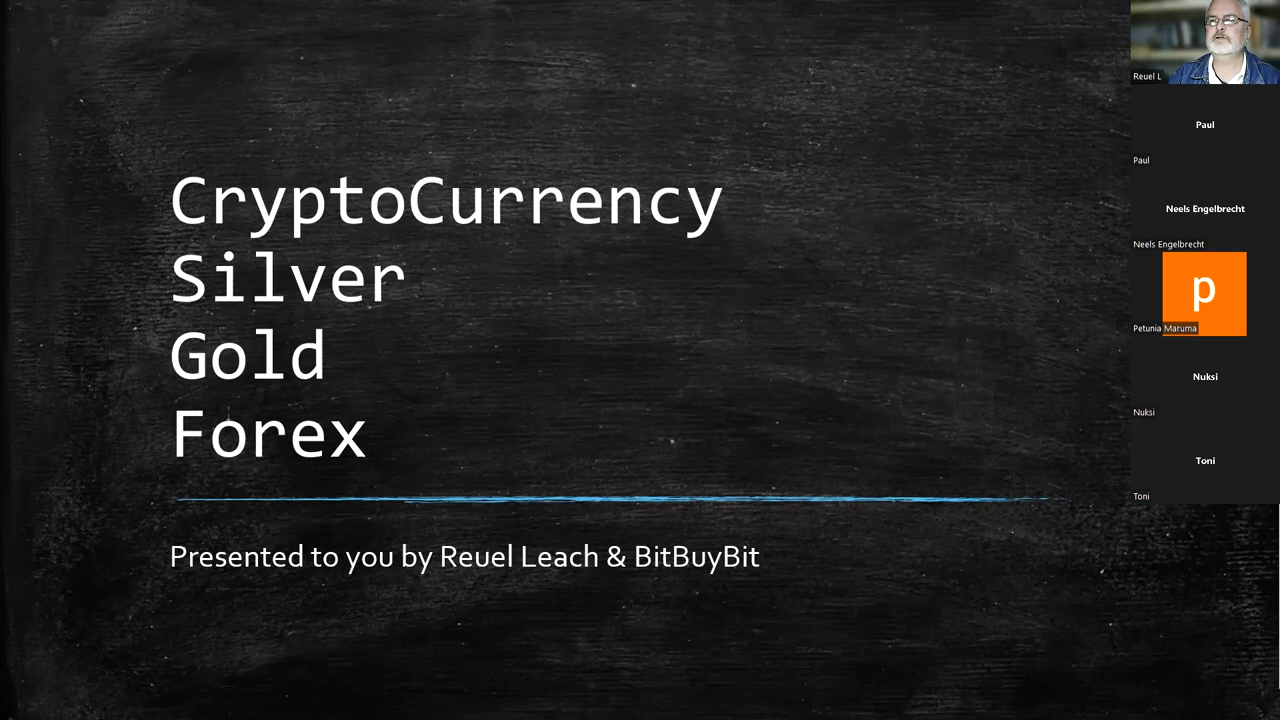 CryptoCurrency
Silver
Gold
Forex
Presented to you by Reuel Leach & BitBuyBit
Reuel L
Paul
Paul
Neels Engelbrecht
Neels Engelbrecht
p
Petunia Maruma
Nuksi
Nuksi
Toni
Toni